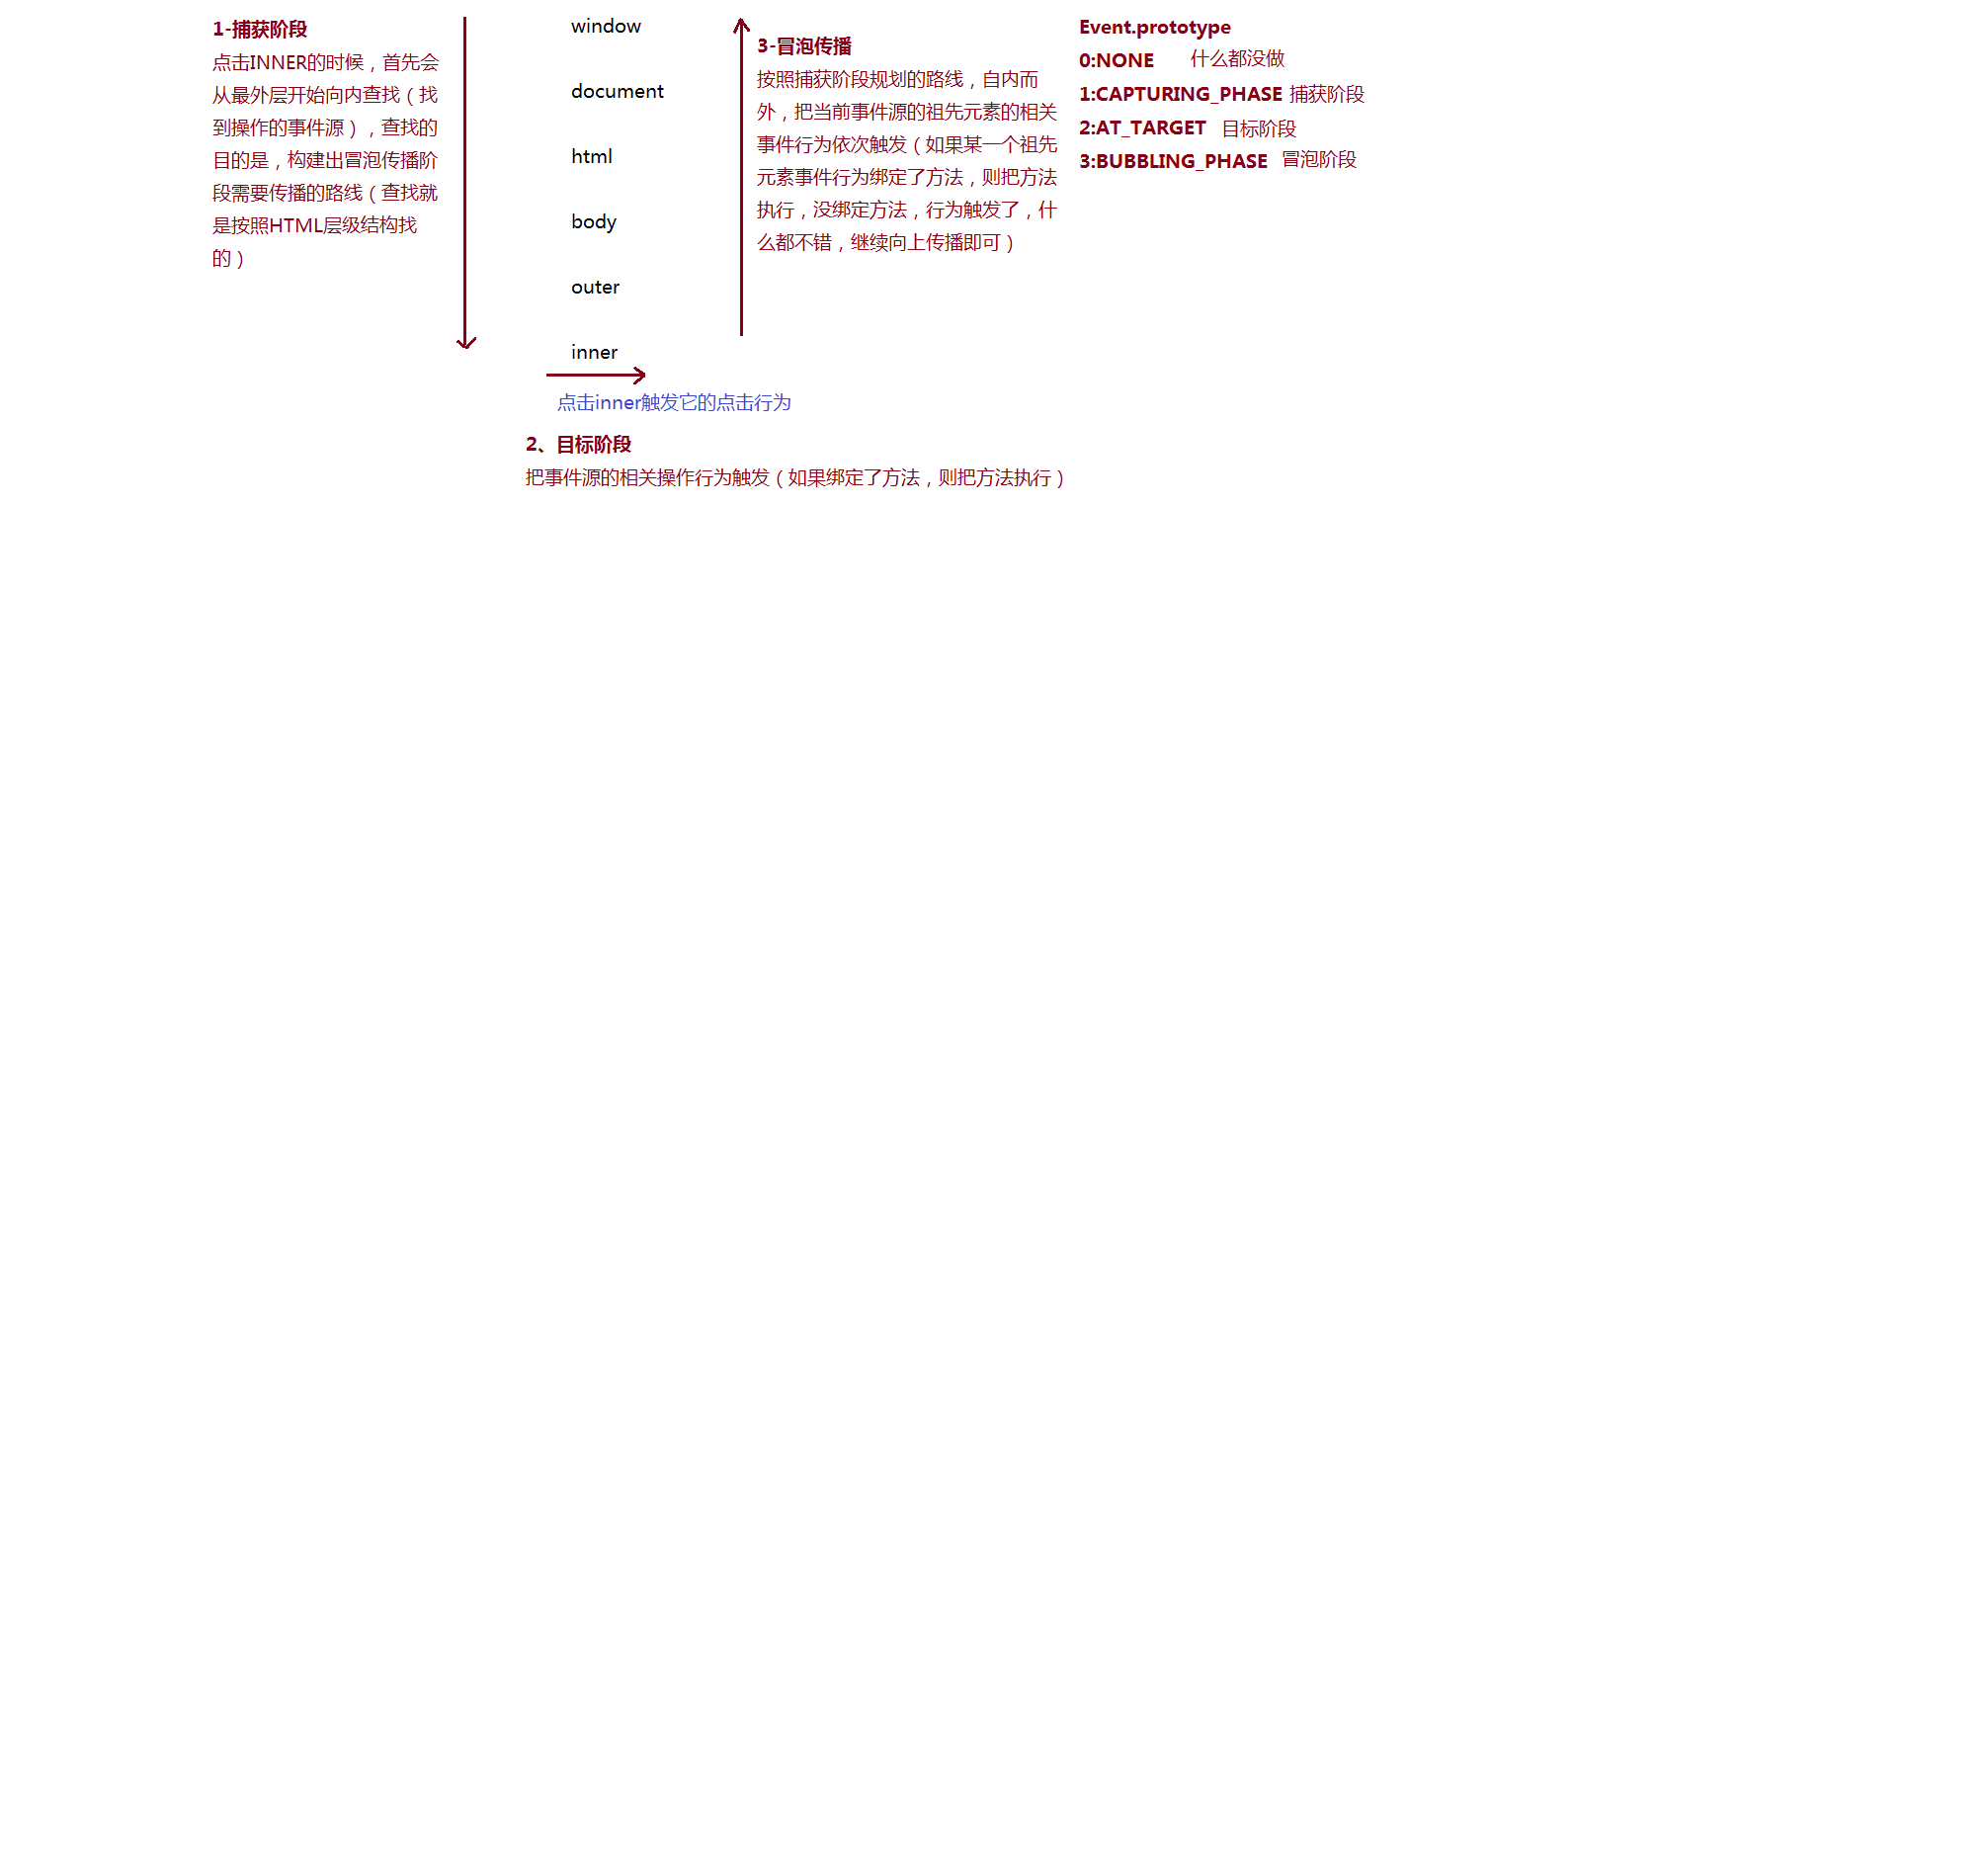 1-捕获阶段
点击INNER的时候，首先会
从最外层开始向内查找（找
到操作的事件源），查找的
目的是，构建出冒泡传播阶
段需要传播的路线（查找就
是按照HTML层级结构找
的）
window
document
html
body
outer
inner
点击inner触发它的点击行为
2、目标阶段
把事件源的相关操作行为触发（如果绑定了方法，则把方法执行）
3-冒泡传播
按照捕获阶段规划的路线，自内而
外，把当前事件源的祖先元素的相关
事件行为依次触发（如果某一个祖先
元素事件行为绑定了方法，则把方法
执行，没绑定方法，行为触发了，什
么都不错，继续向上传播即可）
Event.prototype
0:NONE 什么都没做
1:CAPTURING_PHASE 捕获阶段
2:AT_TARGET 目标阶段
3:BUBBLING_PHASE 冒泡阶段